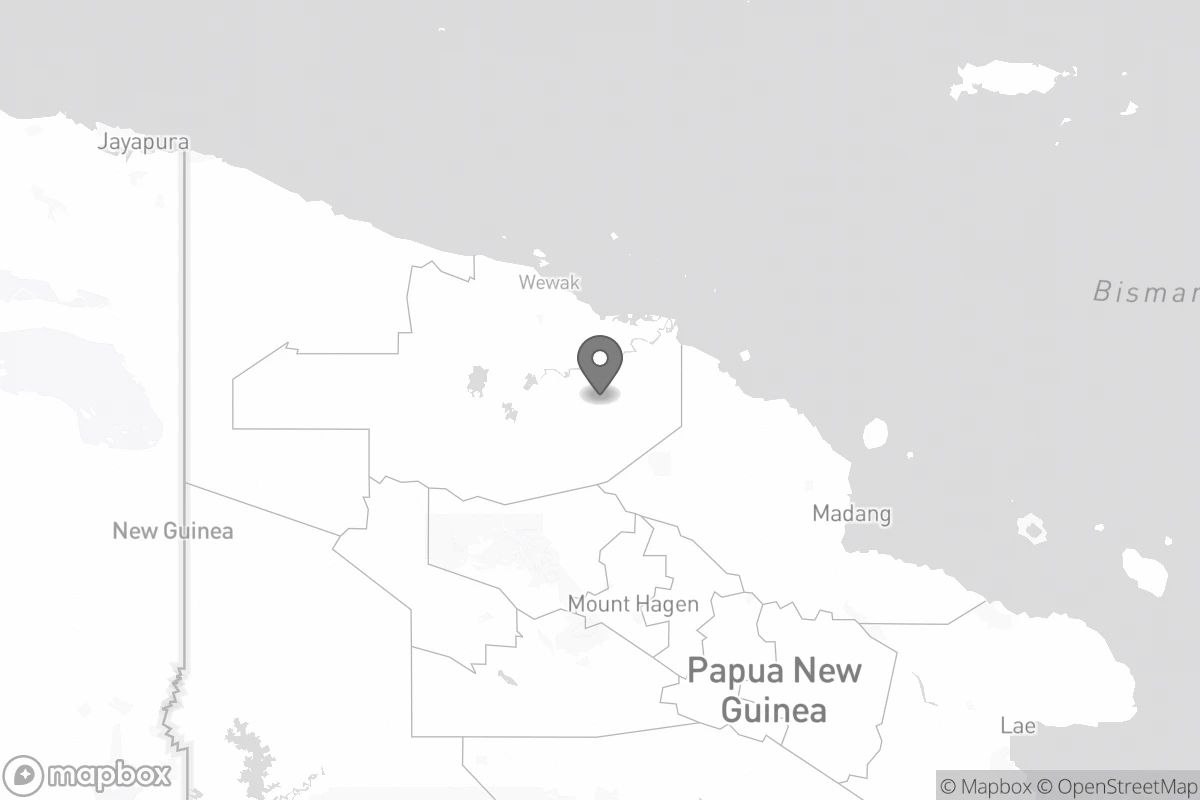 Jayapura
Wewak
Bismar
Madang
New Guinea
Mount Hagen
Papua New
Guinea
Lae
mapbox
© Mapbox © OpenStreetMap